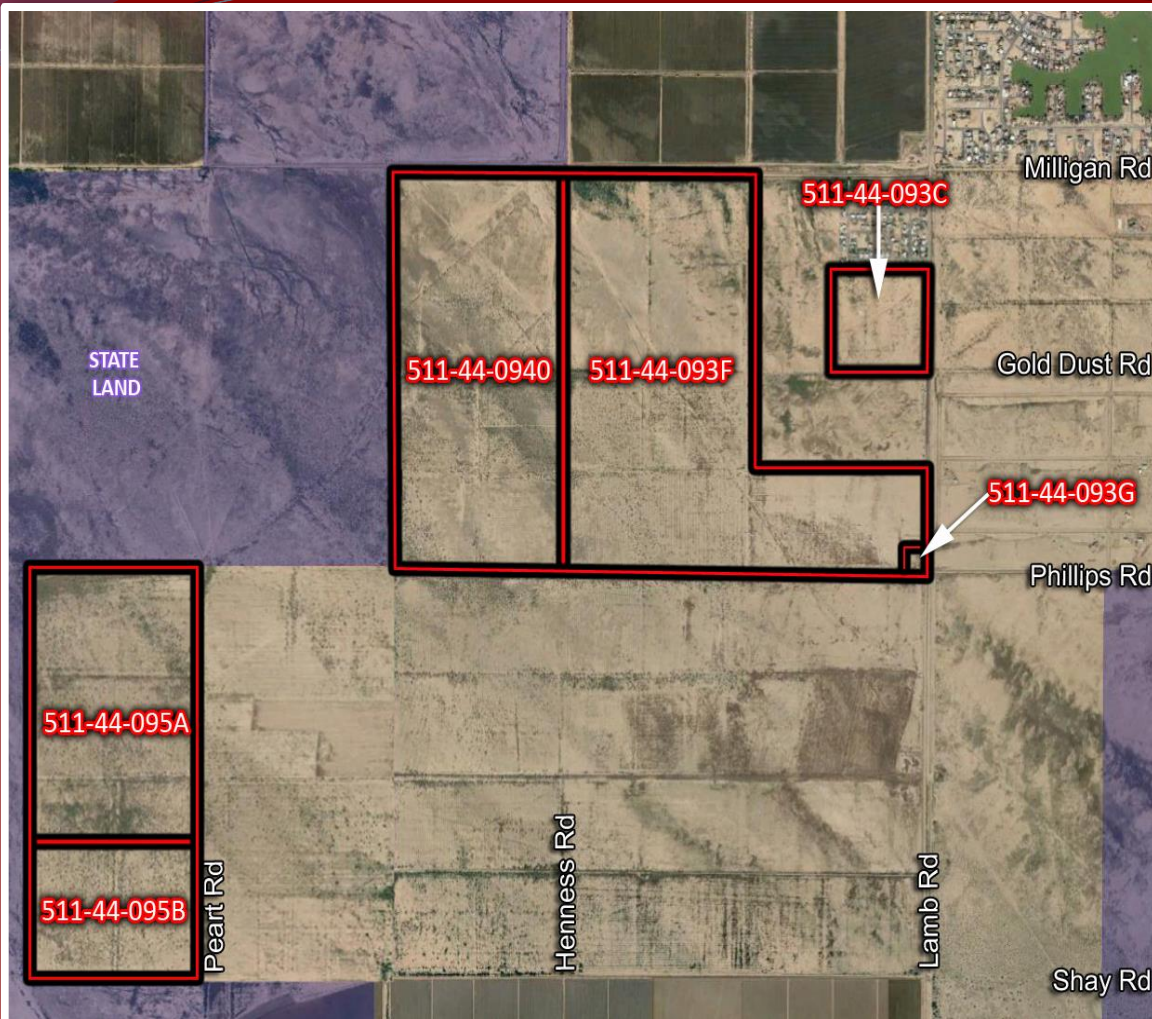 Milligan Rd
511-44-093C
STATE
LAND
511-44-0940
511-44-093F
Gold Dust Rd
511-44-093G
Phillips Rd
511-44-095A
511-44-095B
Peart Rd
Henness Rd
Lamb Rd
Shay Rd